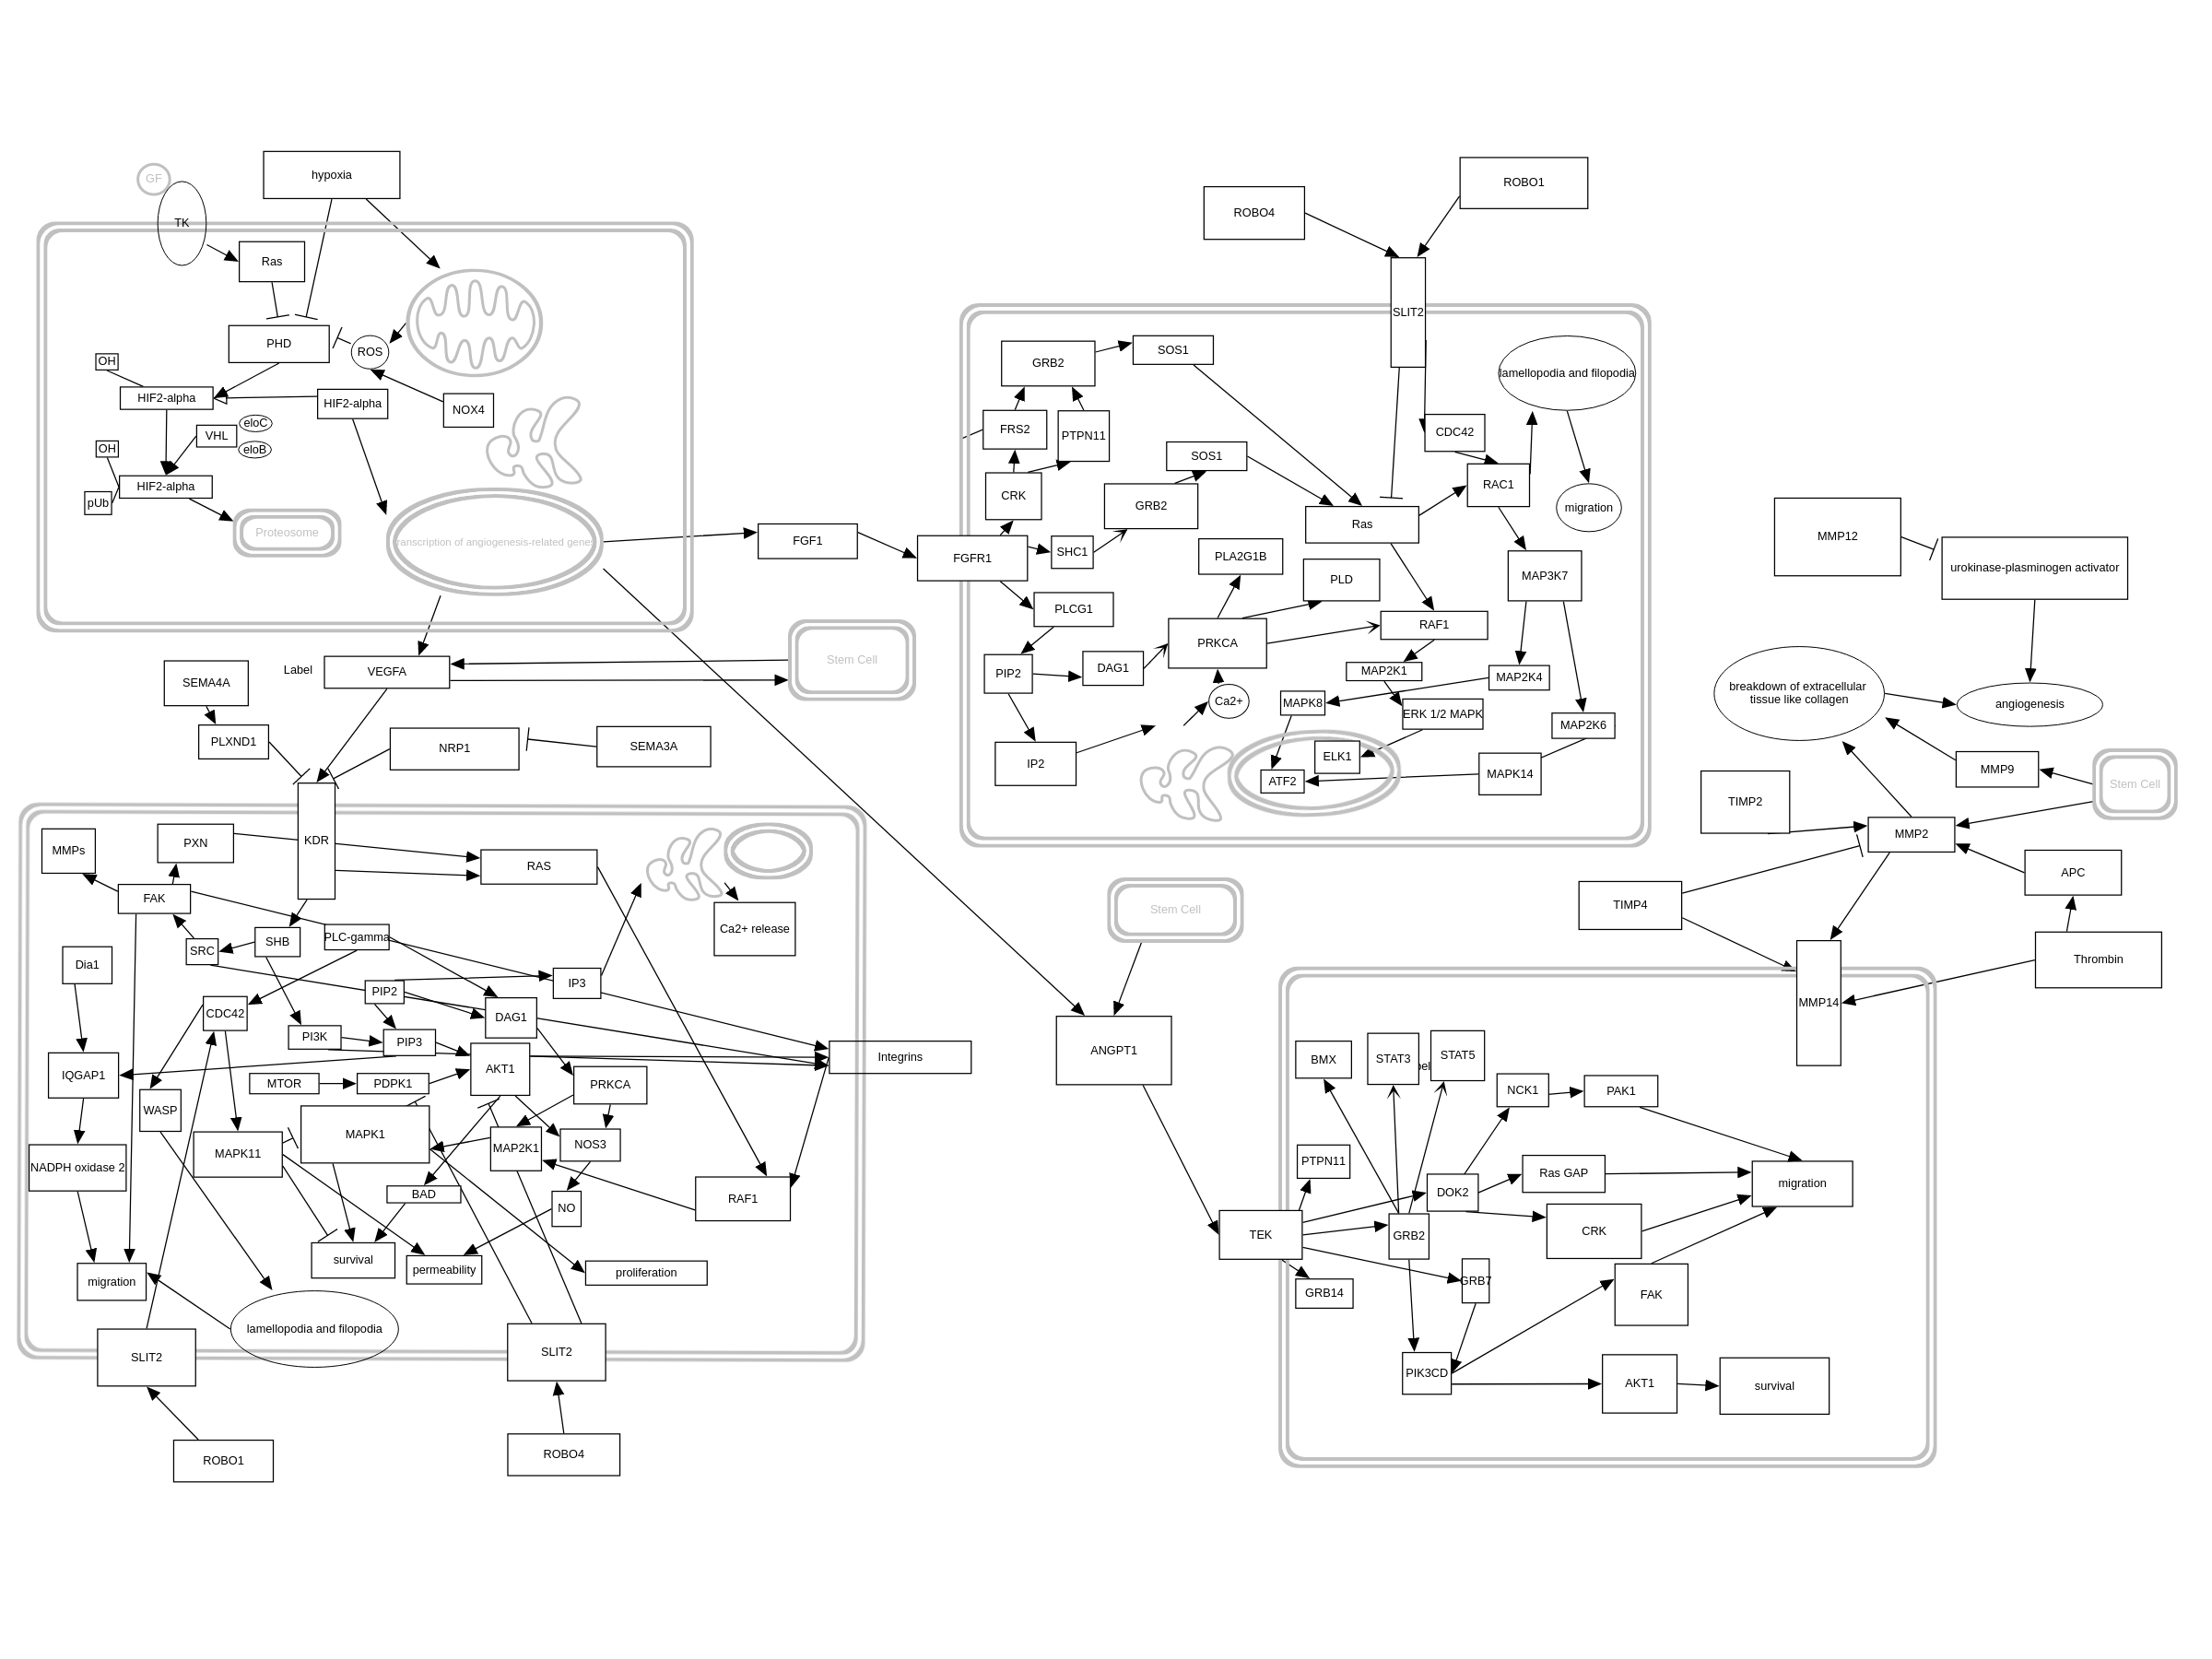 GF
hypoxia
TK
Ras
PHD
ROS
OH
HIF2-alpha
HIF2-alpha
NOX4
eloC
VHL
eloB
OH
HIF2-alpha
pUb
Proteosome
transcription of angiogenesis-related genes
FGF1
Stem Cell
SEMA4A
Label
VEGFA
PLXND1
NRP1
SEMA3A
ROBO4
ROBO1
SLIT2
GRB2
SOS1
lamellopodia and filopodia
FRS2
PTPN11
CDC42
SOS1
CRK
GRB2
RAC1
migration
Ras
FGFR1
SHC1
PLA2G1B
PLD
MAP3K7
PLCG1
RAF1
PRKCA
PIP2
DAG1
MAP2K1
MAP2K4
Ca2+
MAPK8
ERK 1/2 MAPK
MAP2K6
IP2
ELK1
ATF2
MAPK14
MMP12
urokinase-plasminogen activator
breakdown of extracellular
tissue like collagen
angiogenesis
MMP9
Stem Cell
TIMP2
MMP2
APC
TIMP4
Thrombin
MMP14
KDR
MMPs
PXN
RAS
FAK
Ca2+ release
SHB
PLC-gamma
SRC
Dia1
IP3
PIP2
CDC42
DAG1
PI3K
PIP3
Integrins
IQGAP1
AKT1
MTOR
PDPK1
PRKCA
WASP
MAPK1
MAP2K1
NOS3
MAPK11
NADPH oxidase 2
BAD
NO
RAF1
survival
permeability
proliferation
migration
lamellopodia and filopodia
SLIT2
SLIT2
ROBO1
ROBO4
Stem Cell
ANGPT1
BMX
STAT3
STAT5
bel
NCK1
PAK1
PTPN11
Ras GAP
migration
DOK2
TEK
GRB2
CRK
GRB7
GRB14
FAK
PIK3CD
AKT1
survival